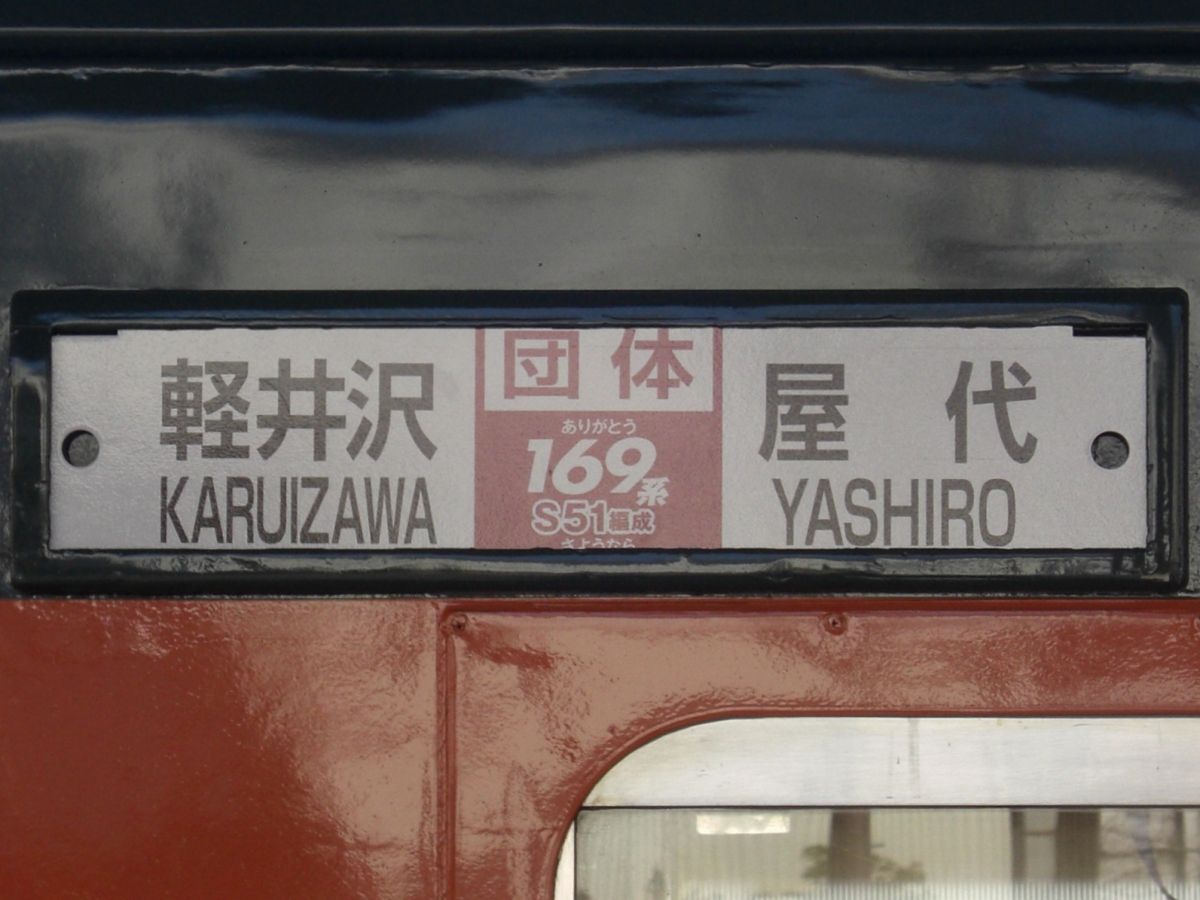 軽井沢
KARUIZAWA
団体
ありがとう
169系
S51編成
さようなら
屋代
YASHIRO